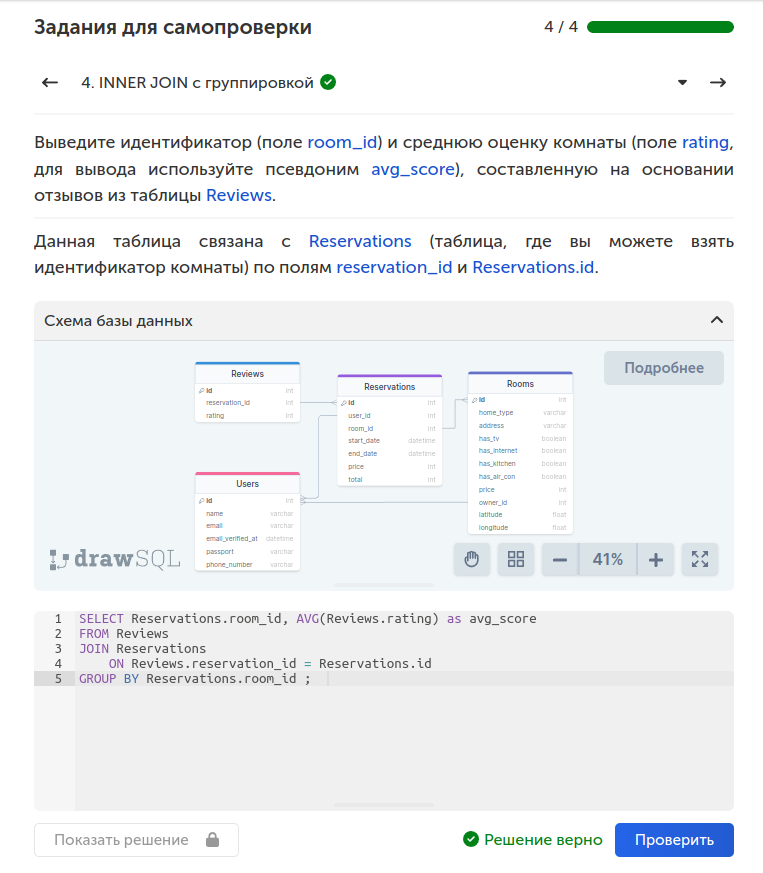 Задания для самопроверки
4 / 4
4. INNER JOIN с группировкой
Выведите идентификатор (поле room_id) и среднюю оценку комнаты (поле rating,
для вывода используйте псевдоним avg_score), составленную на основании
отзывов из таблицы Reviews.
Данная таблица связана с Reservations (таблица, где вы можете взять
идентификатор комнаты) по полям reservation_id и Reservations.id.
Схема базы данных
Подробнее
Reviews
id int
reservation_id int
rating int
Reservations
id int
user_id int
room_id int
start_date datetime
end_date datetime
price int
total int
Rooms
id int
home_type varchar
address varchar
has_tv boolean
has_internet boolean
has_kitchen boolean
has_air_con boolean
price int
owner_id int
latitude float
longitude float
Users
id int
name varchar
email varchar
email_verified_at datetime
passport varchar
phone_number varchar
drawSQL
41%
1 SELECT Reservations.room_id, AVG(Reviews.rating) as avg_score
2 FROM Reviews
3 JOIN Reservations
4 ON Reviews.reservation_id = Reservations.id
5 GROUP BY Reservations.room_id ;
Показать решение
Решение верно
Проверить